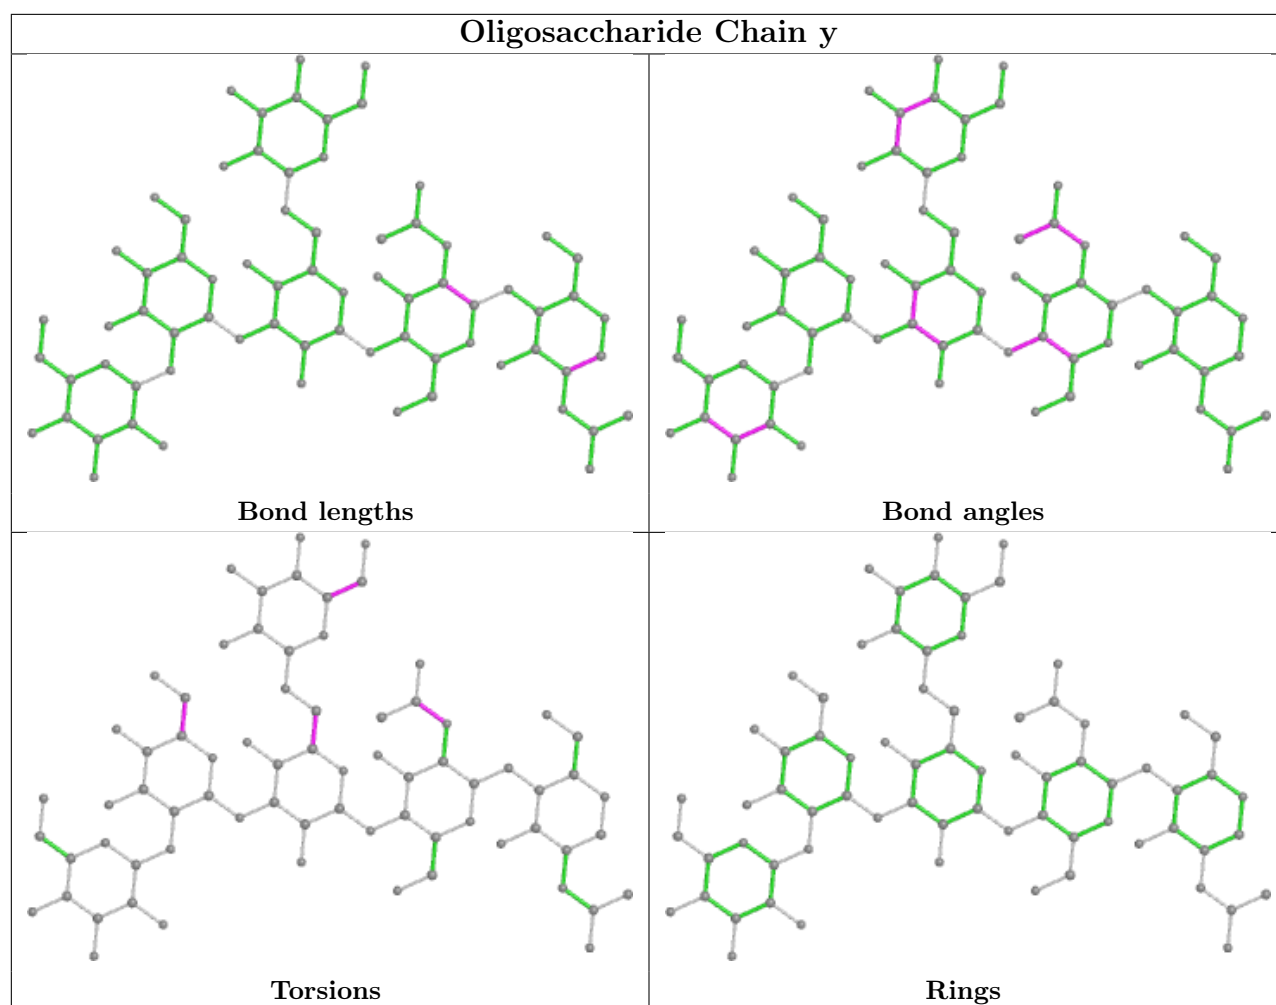 Oligosaccharide Chain y
Bond lengths
Bond angles
Torsions
Rings